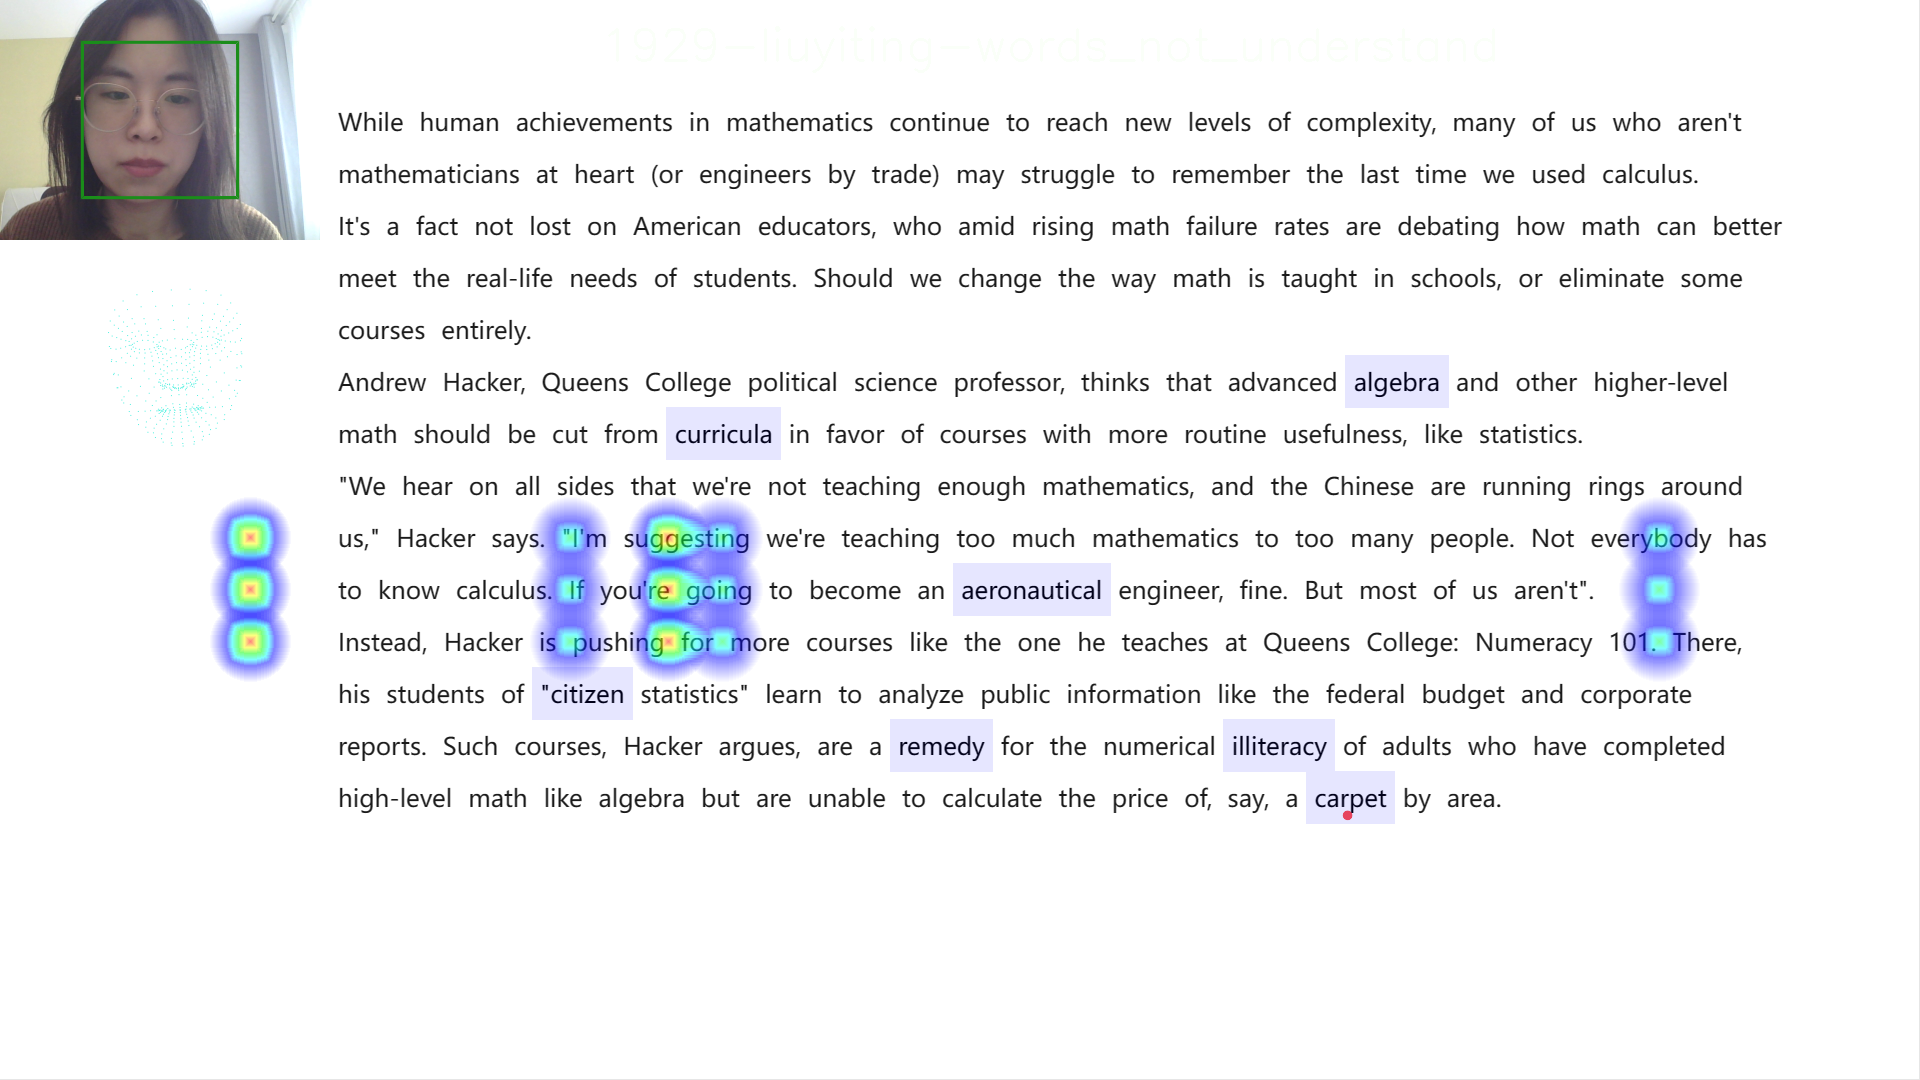 1929-liuyiting-words_not_understand
While human achievements in mathematics continue to reach new levels of complexity, many of us who aren't
mathematicians at heart (or engineers by trade) may struggle to remember the last time we used calculus.
It's a fact not lost on American educators, who amid rising math failure rates are debating how math can better
meet the real-life needs of students. Should we change the way math is taught in schools, or eliminate some
courses entirely.
Andrew Hacker, Queens College political science professor, thinks that advanced algebra and other higher-level
math should be cut from curricula in favor of courses with more routine usefulness, like statistics.
"We hear on all sides that we're not teaching enough mathematics, and the Chinese are running rings around
us," Hacker says. "I'm suggesting we're teaching too much mathematics to too many people. Not everybody has
to know calculus. If you're going to become an aeronautical engineer, fine. But most of us aren't".
Instead, Hacker is pushing for more courses like the one he teaches at Queens College: Numeracy 101. There,
his students of "citizen statistics" learn to analyze public information like the federal budget and corporate
reports. Such courses, Hacker argues, are a remedy for the numerical illiteracy of adults who have completed
high-level math like algebra but are unable to calculate the price of, say, a carpet by area.